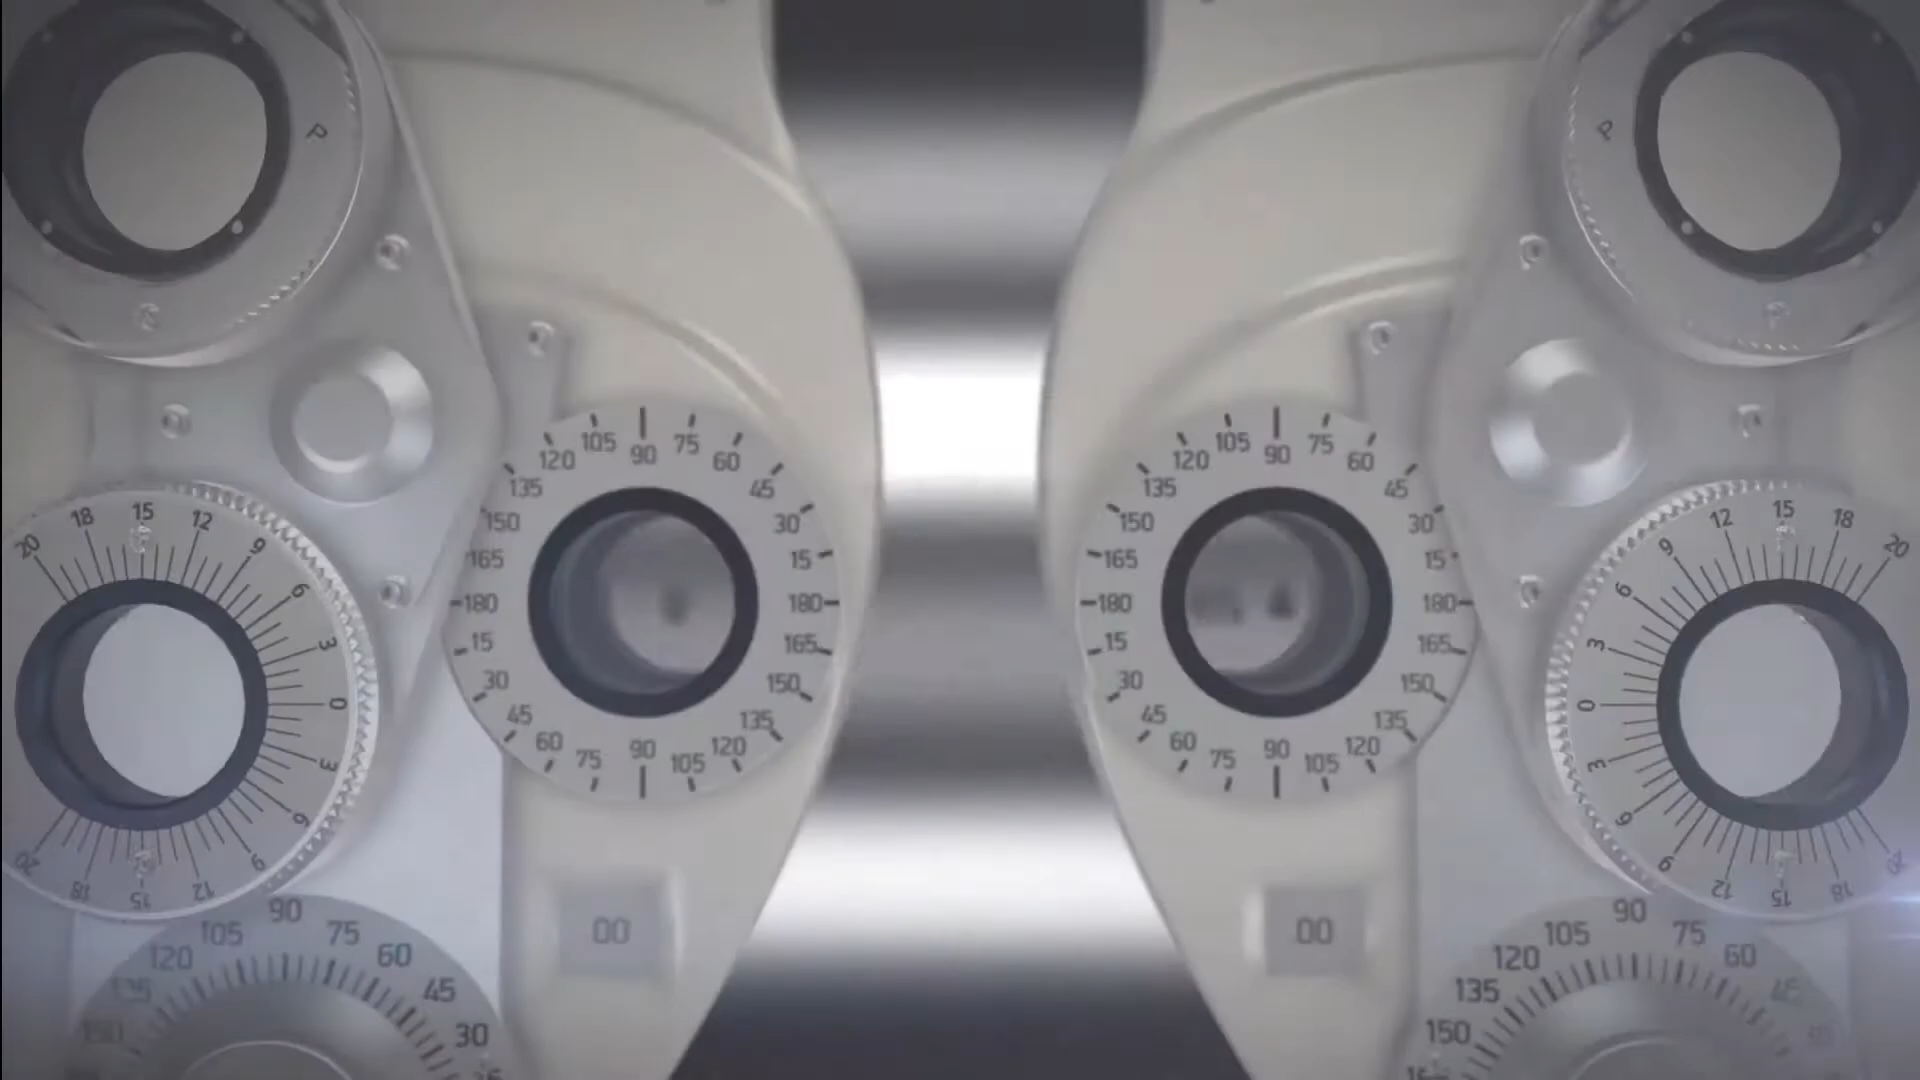 P
P
105 90 75
120 60
135 45
150 30
165 15
180 180
15 165
30 150
45 135
60 120
75 90 105
105 90 75
120 60
135 45
150 30
165 15
180 180
15 165
30 150
45 135
60 120
75 90 105
20 18 15 12 9 6 3 0 3 6 9 12 15 18 20
20 18 15 12 9 6 3 0 3 6 9 12 15 18 20
00
00
150 120 105 90 75 60 45 30
150 135 120 105 90 75 60